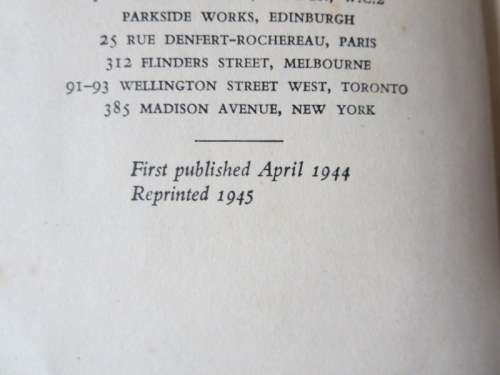 W.C.2
PARKSIDE WORKS, EDINBURGH
25 RUE DENFERT-ROCHEREAU, PARIS
312 FLINDERS STREET, MELBOURNE
91–93 WELLINGTON STREET WEST, TORONTO
385 MADISON AVENUE, NEW YORK
First published April 1944
Reprinted 1945